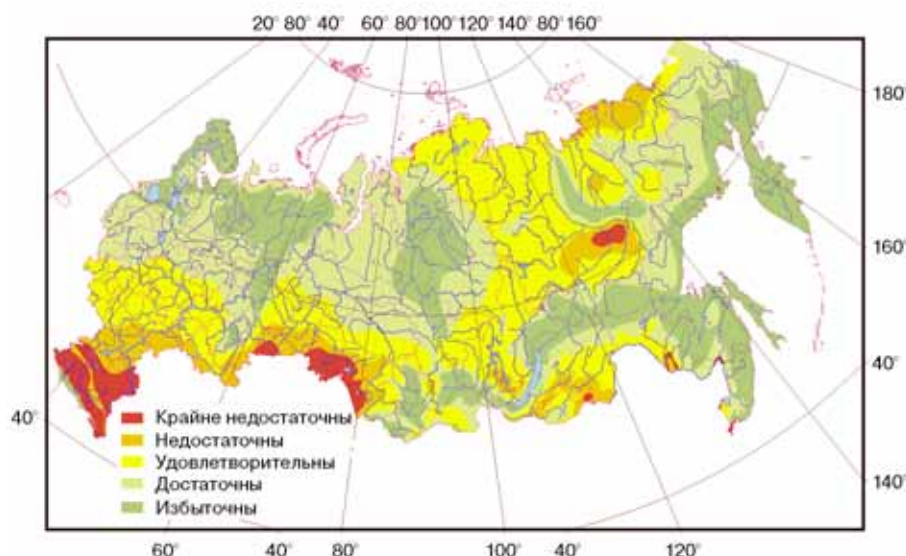 20° 80° 40° 60° 80° 100° 120° 140° 80° 160°
180°
160°
40°
40°
140°
Крайне недостаточны
Недостаточны
Удовлетворительны
Достаточны
Избыточны
60° 40° 80° 100° 40° 120°